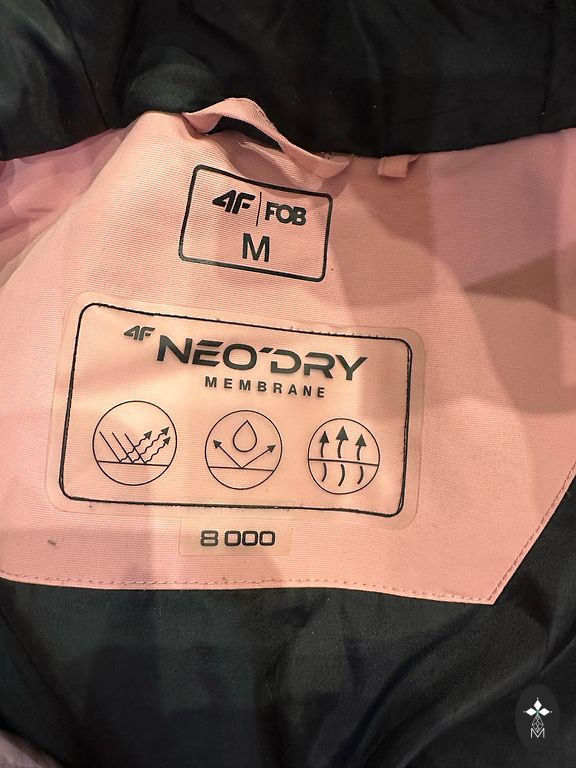 4F | FOB
M
4F
NEO'DRY
MEMBRANE
8 000
M